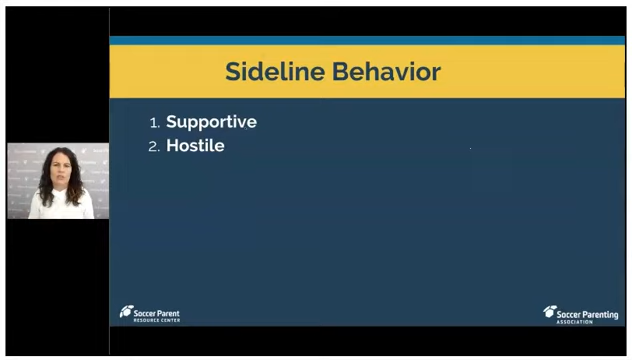 Sideline Behavior
1. Supportive
2. Hostile
Soccer Parent
RESOURCE CENTER
Soccer Parenting
ASSOCIATION